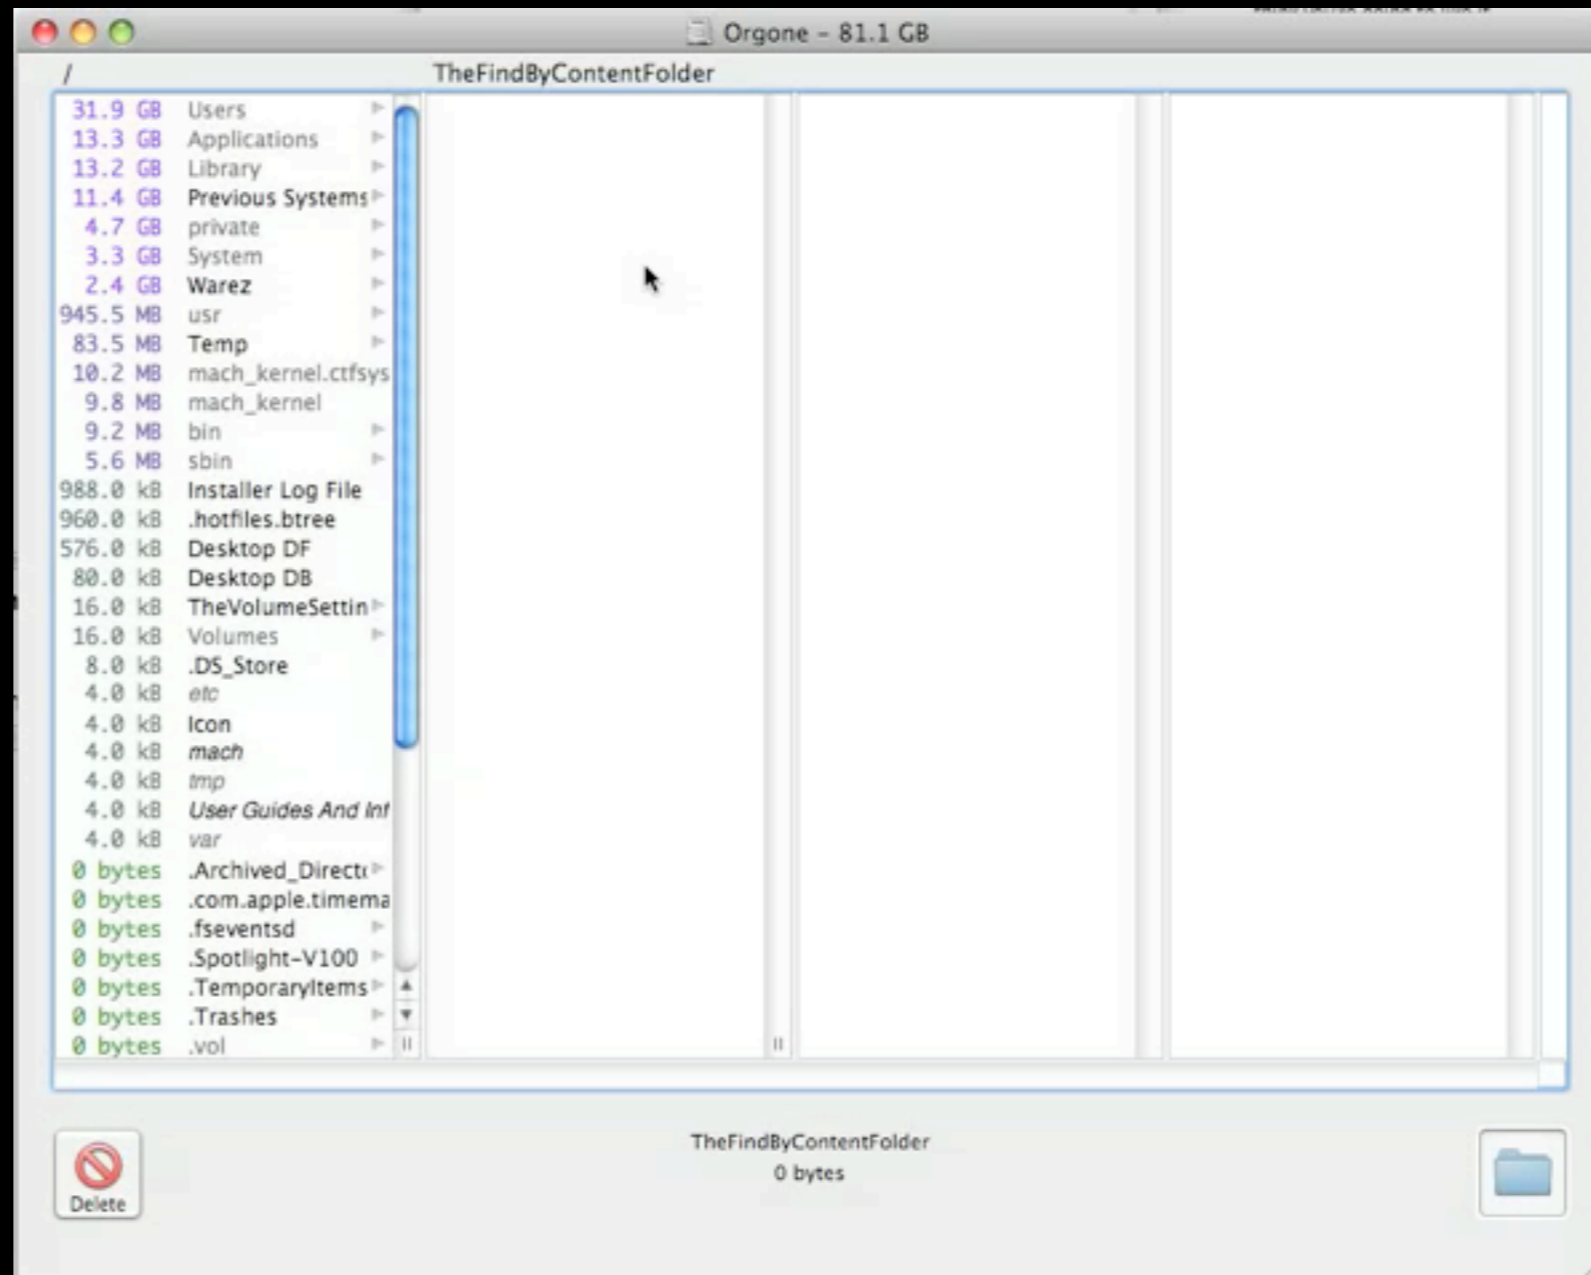 Orgone – 81.1 GB
/ TheFindByContentFolder
31.9 GB Users
13.3 GB Applications
13.2 GB Library
11.4 GB Previous Systems
4.7 GB private
3.3 GB System
2.4 GB Warez
945.5 MB usr
83.5 MB Temp
10.2 MB mach_kernel.ctfsys
9.8 MB mach_kernel
9.2 MB bin
5.6 MB sbin
988.0 kB Installer Log File
960.0 kB .hotfiles.btree
576.0 kB Desktop DF
80.0 kB Desktop DB
16.0 kB TheVolumeSettin
16.0 kB Volumes
8.0 kB .DS_Store
4.0 kB etc
4.0 kB Icon
4.0 kB mach
4.0 kB tmp
4.0 kB User Guides And Inf
4.0 kB var
0 bytes .Archived_Direct
0 bytes .com.apple.timema
0 bytes .fseventsd
0 bytes .Spotlight-V100
0 bytes .TemporaryItems
0 bytes .Trashes
0 bytes .vol
TheFindByContentFolder
0 bytes
Delete